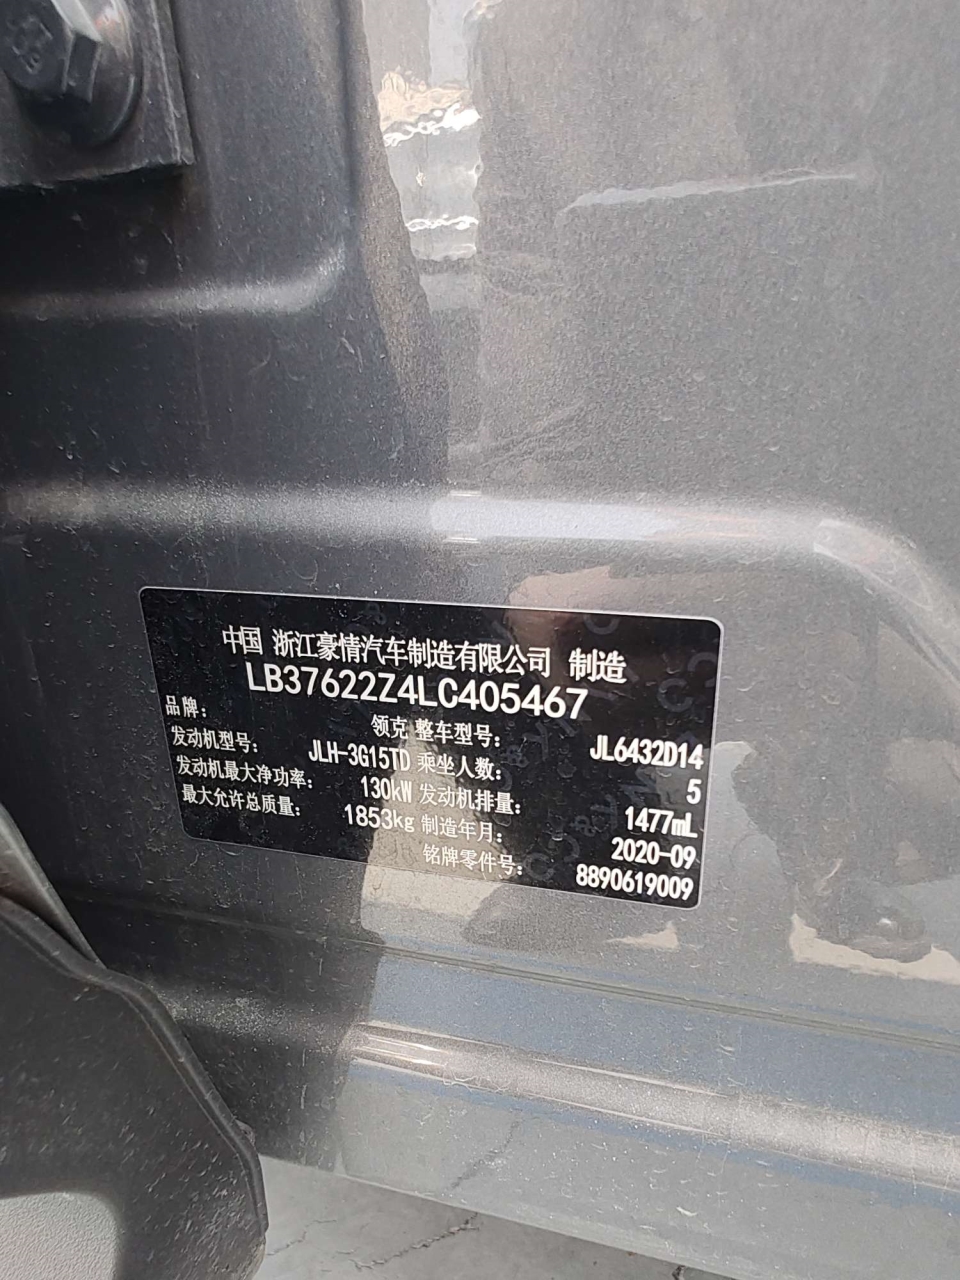 中国 浙江豪情汽车制造有限公司 制造
LB37622Z4LC405467
品牌： 领克 整车型号： JL6432D14
发动机型号： JLH-3G15TD 乘坐人数： 5
发动机最大净功率： 130kW 发动机排量： 1477mL
最大允许总质量： 1853kg 制造年月： 2020-09
铭牌零件号： 8890619009